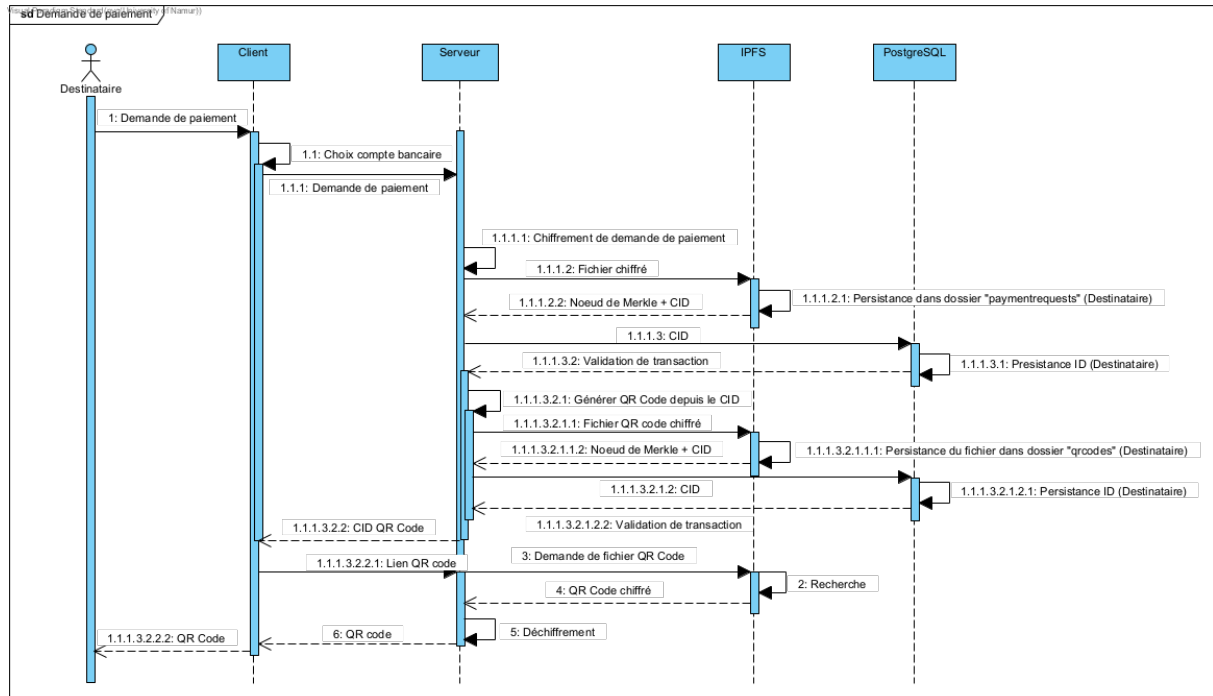 Visual Paradigm Standard(University of Namur))
sd Demande de paiement
Destinataire
Client
Serveur
IPFS
PostgreSQL
1: Demande de paiement
1.1: Choix compte bancaire
1.1.1: Demande de paiement
1.1.1.1: Chiffrement de demande de paiement
1.1.1.2: Fichier chiffré
1.1.1.2.1: Persistance dans dossier "paymentrequests" (Destinataire)
1.1.1.2.2: Noeud de Merkle + CID
1.1.1.3: CID
1.1.1.3.1: Presistance ID (Destinataire)
1.1.1.3.2: Validation de transaction
1.1.1.3.2.1: Générer QR Code depuis le CID
1.1.1.3.2.1.1: Fichier QR code chiffré
1.1.1.3.2.1.1.1: Persistance du fichier dans dossier "qrcodes" (Destinataire)
1.1.1.3.2.1.1.2: Noeud de Merkle + CID
1.1.1.3.2.1.2: CID
1.1.1.3.2.1.2.1: Persistance ID (Destinataire)
1.1.1.3.2.1.2.2: Validation de transaction
1.1.1.3.2.2: CID QR Code
1.1.1.3.2.2.1: Lien QR code
3: Demande de fichier QR Code
2: Recherche
4: QR Code chiffré
5: Déchiffrement
6: QR code
1.1.1.3.2.2.2: QR Code